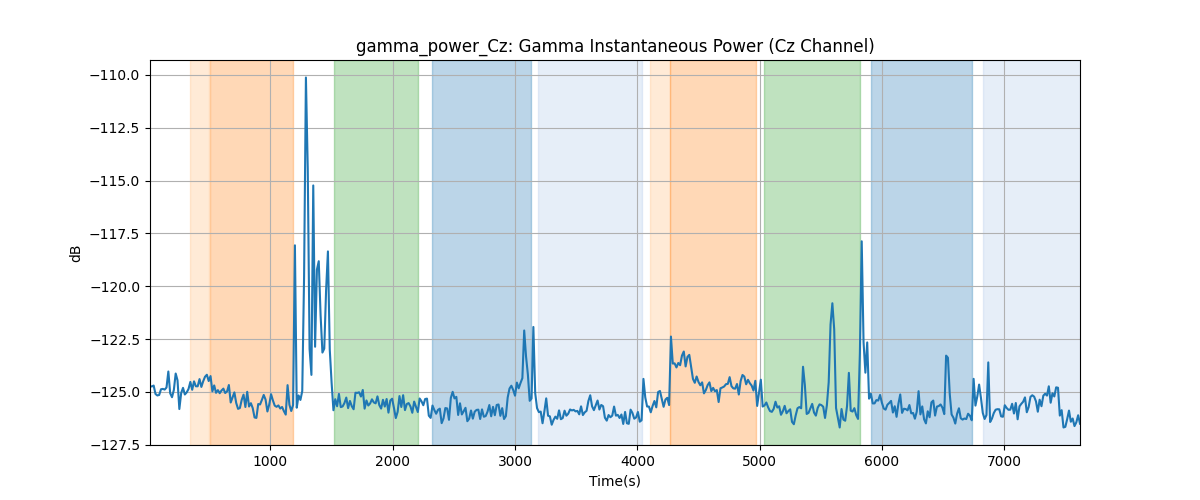 gamma_power_Cz: Gamma Instantaneous Power (Cz Channel)
−110.0
−112.5
−115.0
−117.5
−120.0
−122.5
−125.0
−127.5
dB
1000 2000 3000 4000 5000 6000 7000
Time(s)